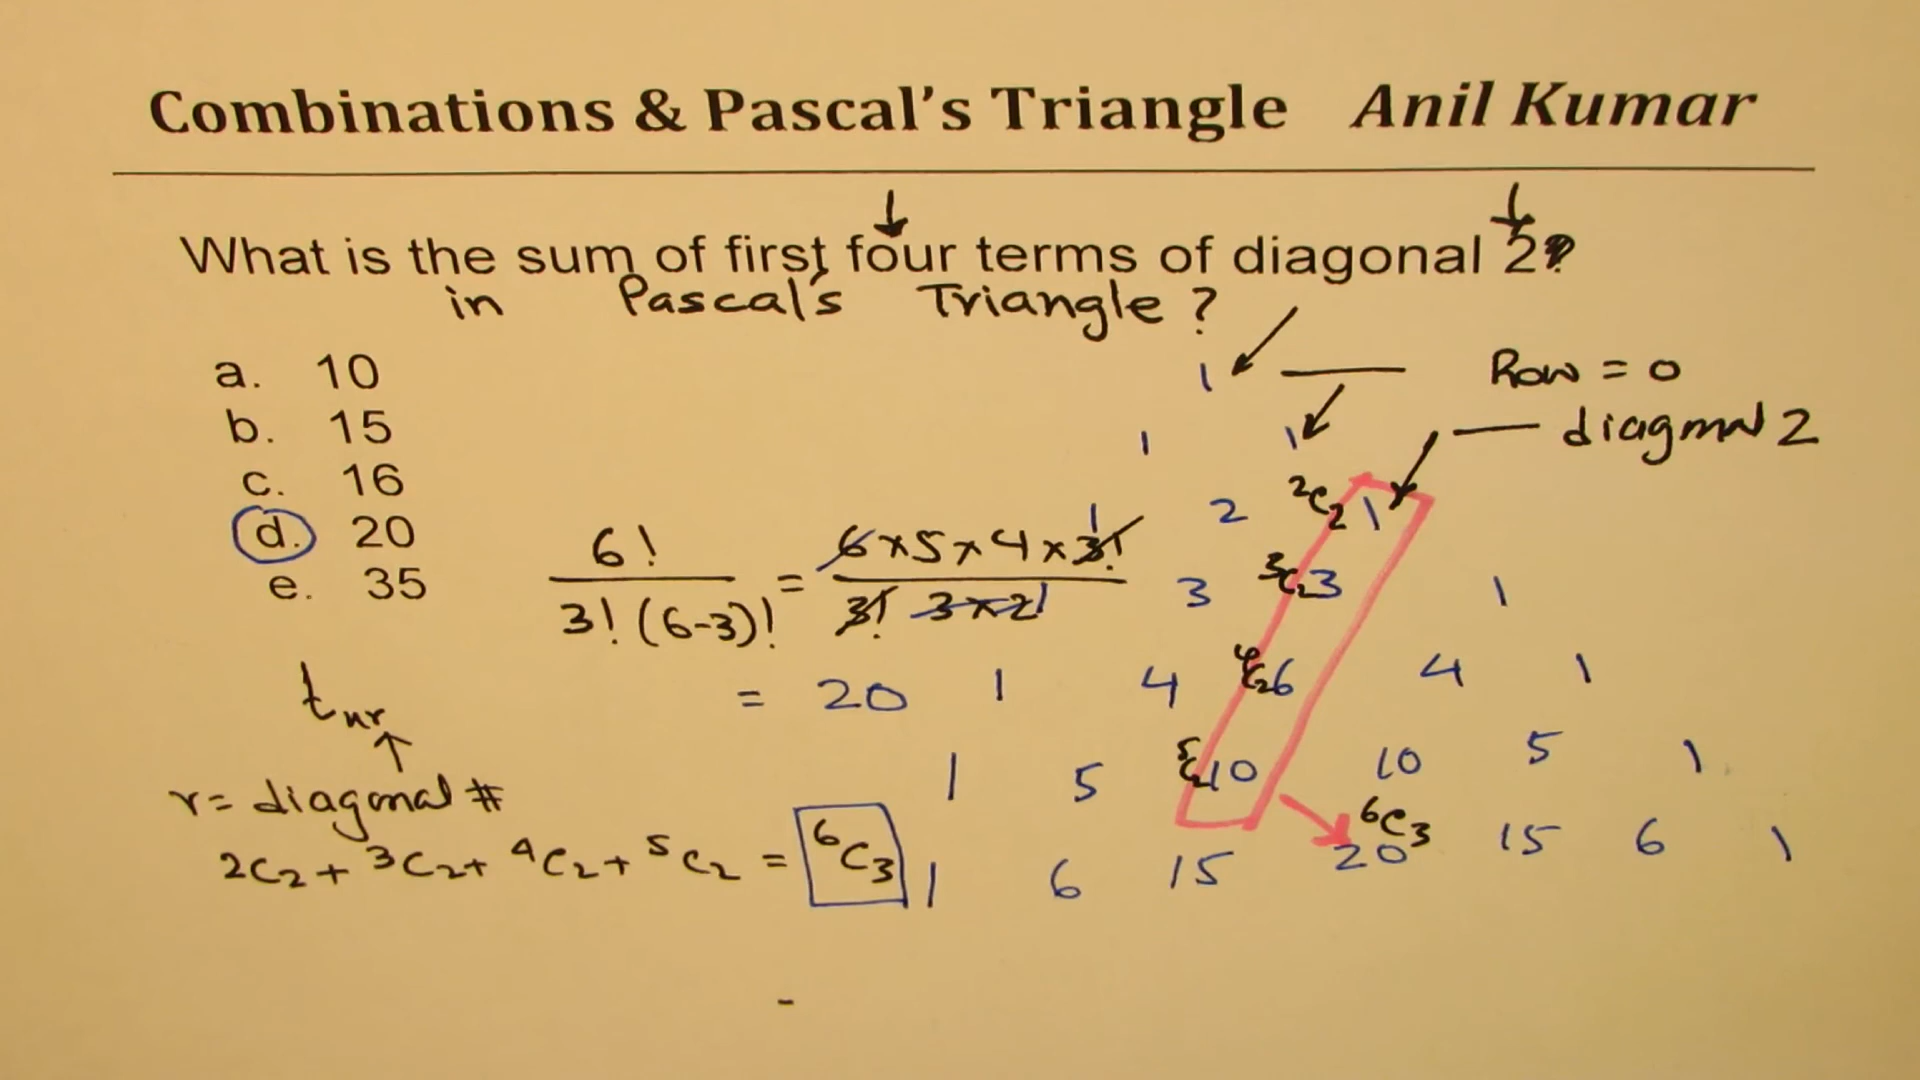 Combinations & Pascal's Triangle Anil Kumar
What is the sum of first four terms of diagonal 2?
in Pascal's Triangle ?
a. 10
b. 15
c. 16
d. 20
e. 35
6! / 3! (6-3)! = 6 x 5 x 4 x 3! / 3! 3 x 2 1
1
= 20
t nr
r = diagonal #
2C2 + ³C2 + ⁴C2 + ⁵C2 = ⁶C3
1 Row = 0
1 1 diagonal 2
2 ²C2 1
3 ³C2 3 1
1 4 ⁴C2 6 4 1
1 5 ⁵C2 10 10 5 1
⁶C3
1 6 15 20 15 6 1